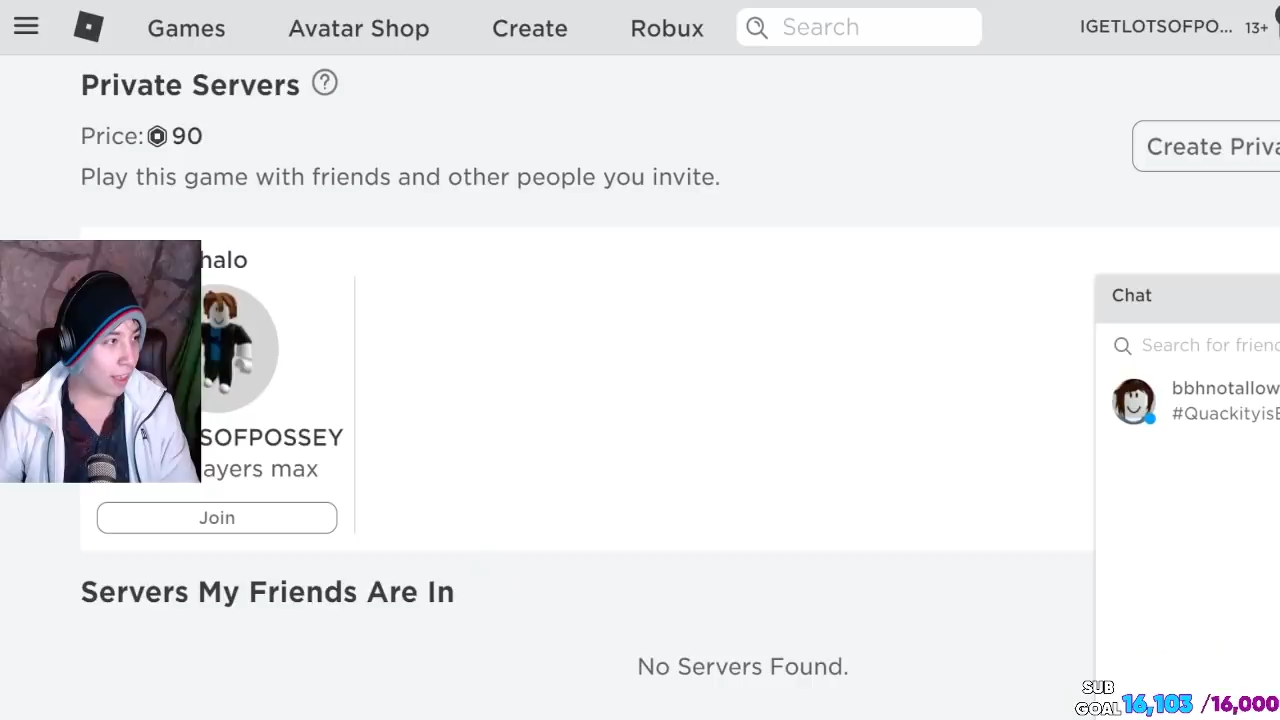 Games Avatar Shop Create Robux Search IGETLOTSOFPO... 13+
Private Servers ?
Price: 90
Create Priva
Play this game with friends and other people you invite.
halo
SOFPOSSEY
ayers max
Join
Chat
Search for friend
bbhnotallow
#QuackityisB
Servers My Friends Are In
No Servers Found.
SUB
GOAL 16,103 /16,000